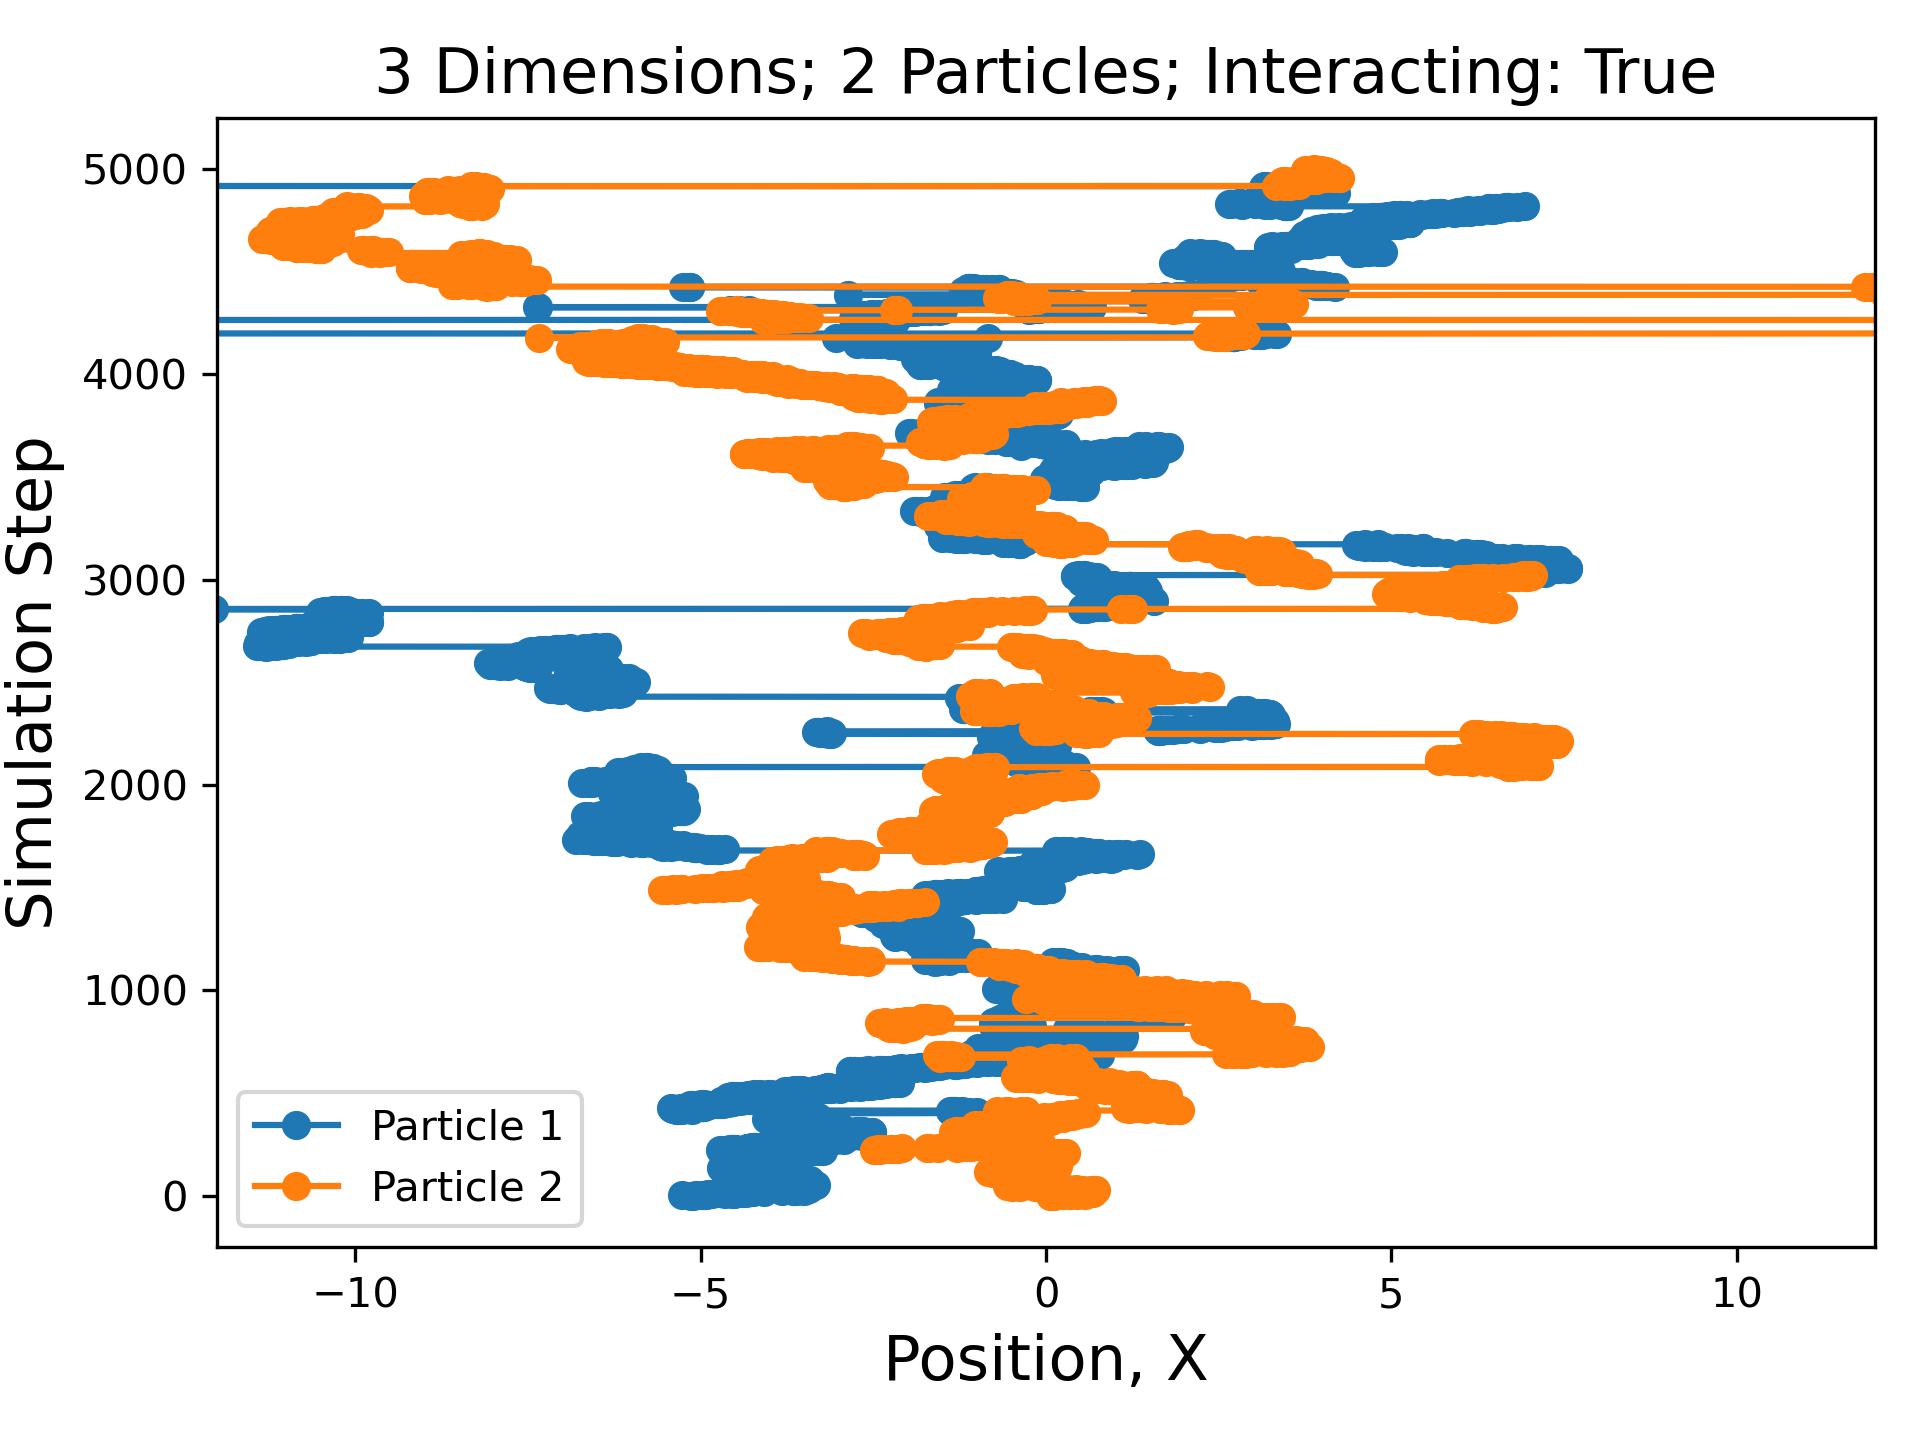 3 Dimensions; 2 Particles; Interacting: True
5000
4000
3000
2000
1000
0
Simulation Step
Particle 1
Particle 2
−10
−5
0
5
10
Position, X